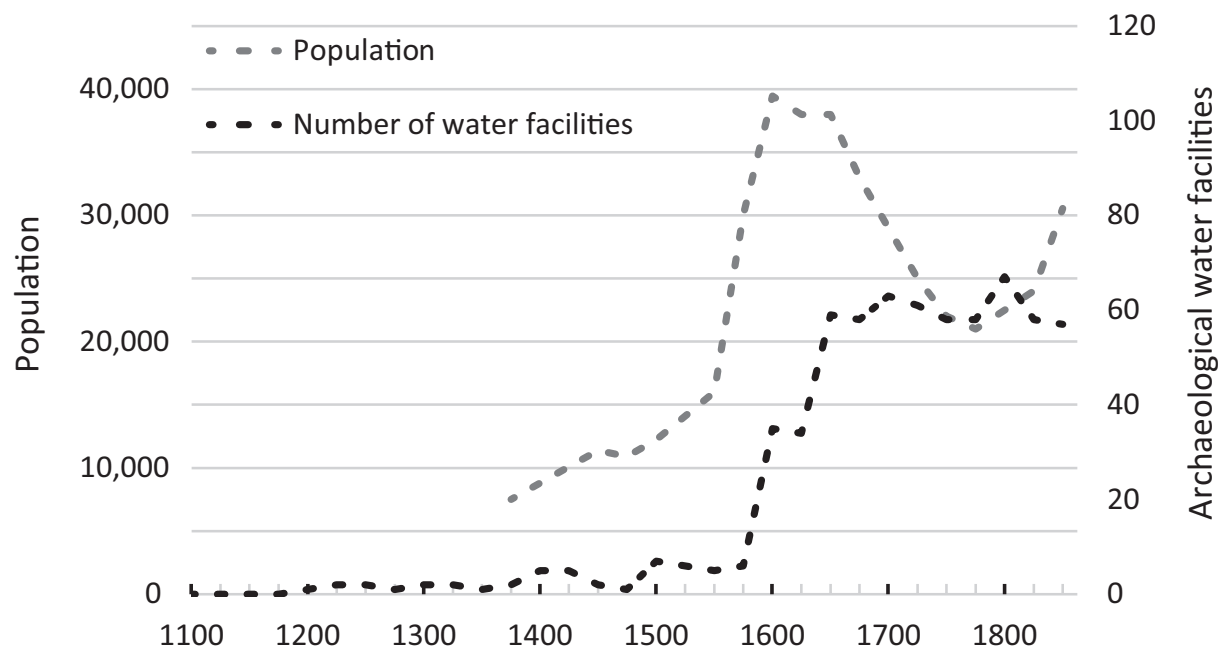 Population
Number of water facilities
Population
40,000
30,000
20,000
10,000
0
120
100
80
60
40
20
0
Archaeological water facilities
1100 1200 1300 1400 1500 1600 1700 1800